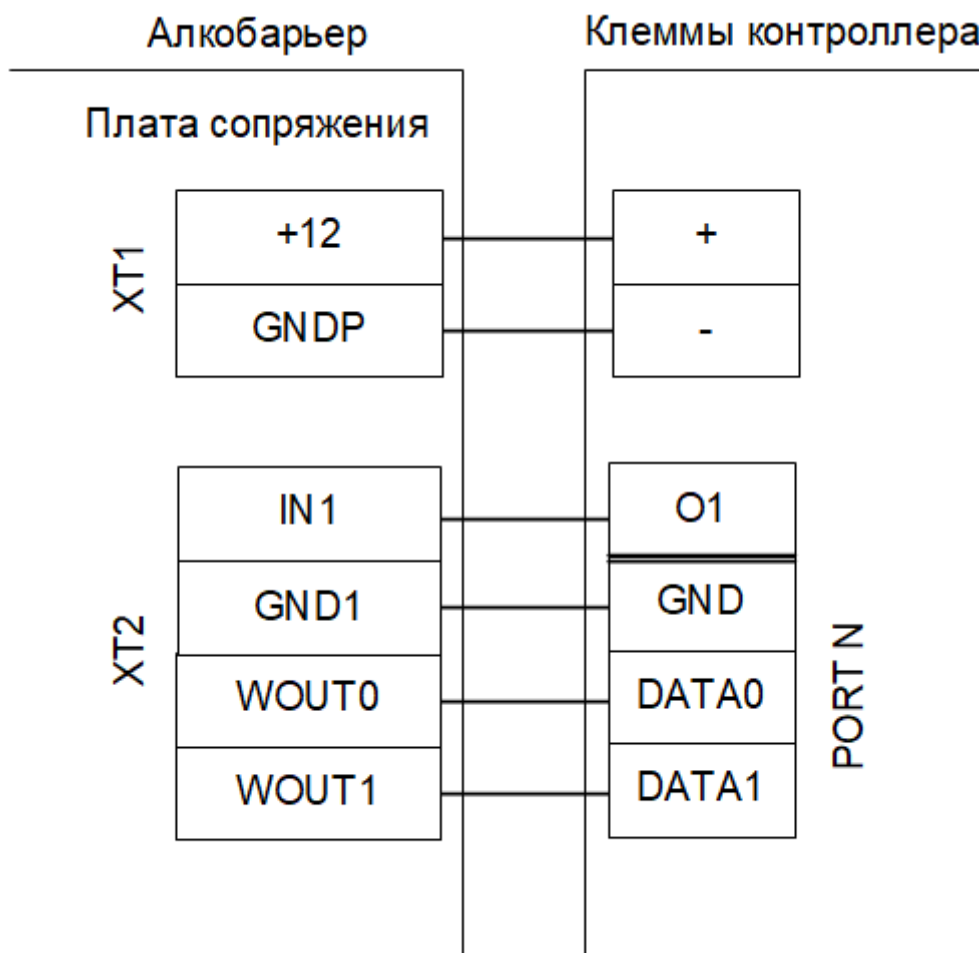 Алкобарьер
Клеммы контроллера
Плата сопряжения
XT1
+12
+
GNDP
-
XT2
IN1
O1
GND1
GND
WOUT0
DATA0
WOUT1
DATA1
PORT N